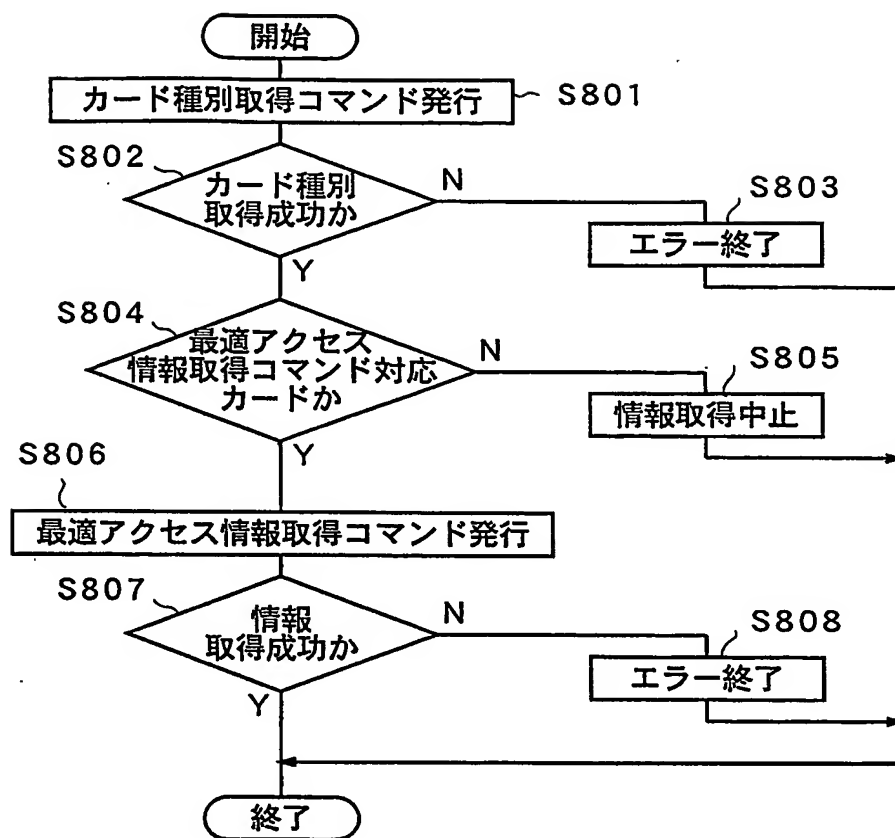 開始
カード種別取得コマンド発行
S801
S802
カード種別
取得成功か
N
Y
S803
エラー終了
S804
最適アクセス
情報取得コマンド対応
カードか
N
Y
S805
情報取得中止
S806
最適アクセス情報取得コマンド発行
S807
情報
取得成功か
N
Y
S808
エラー終了
終了